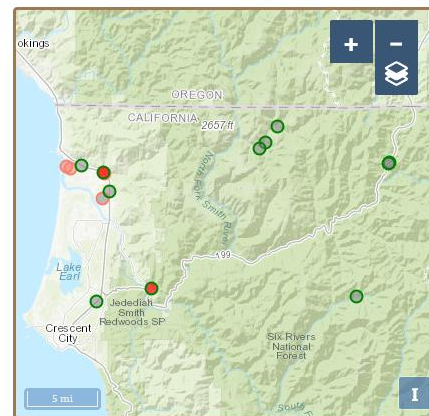 okings
+
−
OREGON
CALIFORNIA
2657 ft
North Fork Smith River
199
Lake
Earl
Jedediah
Smith
Redwoods SP
Crescent
City
Six Rivers
National
Forest
5 mi
South F
I